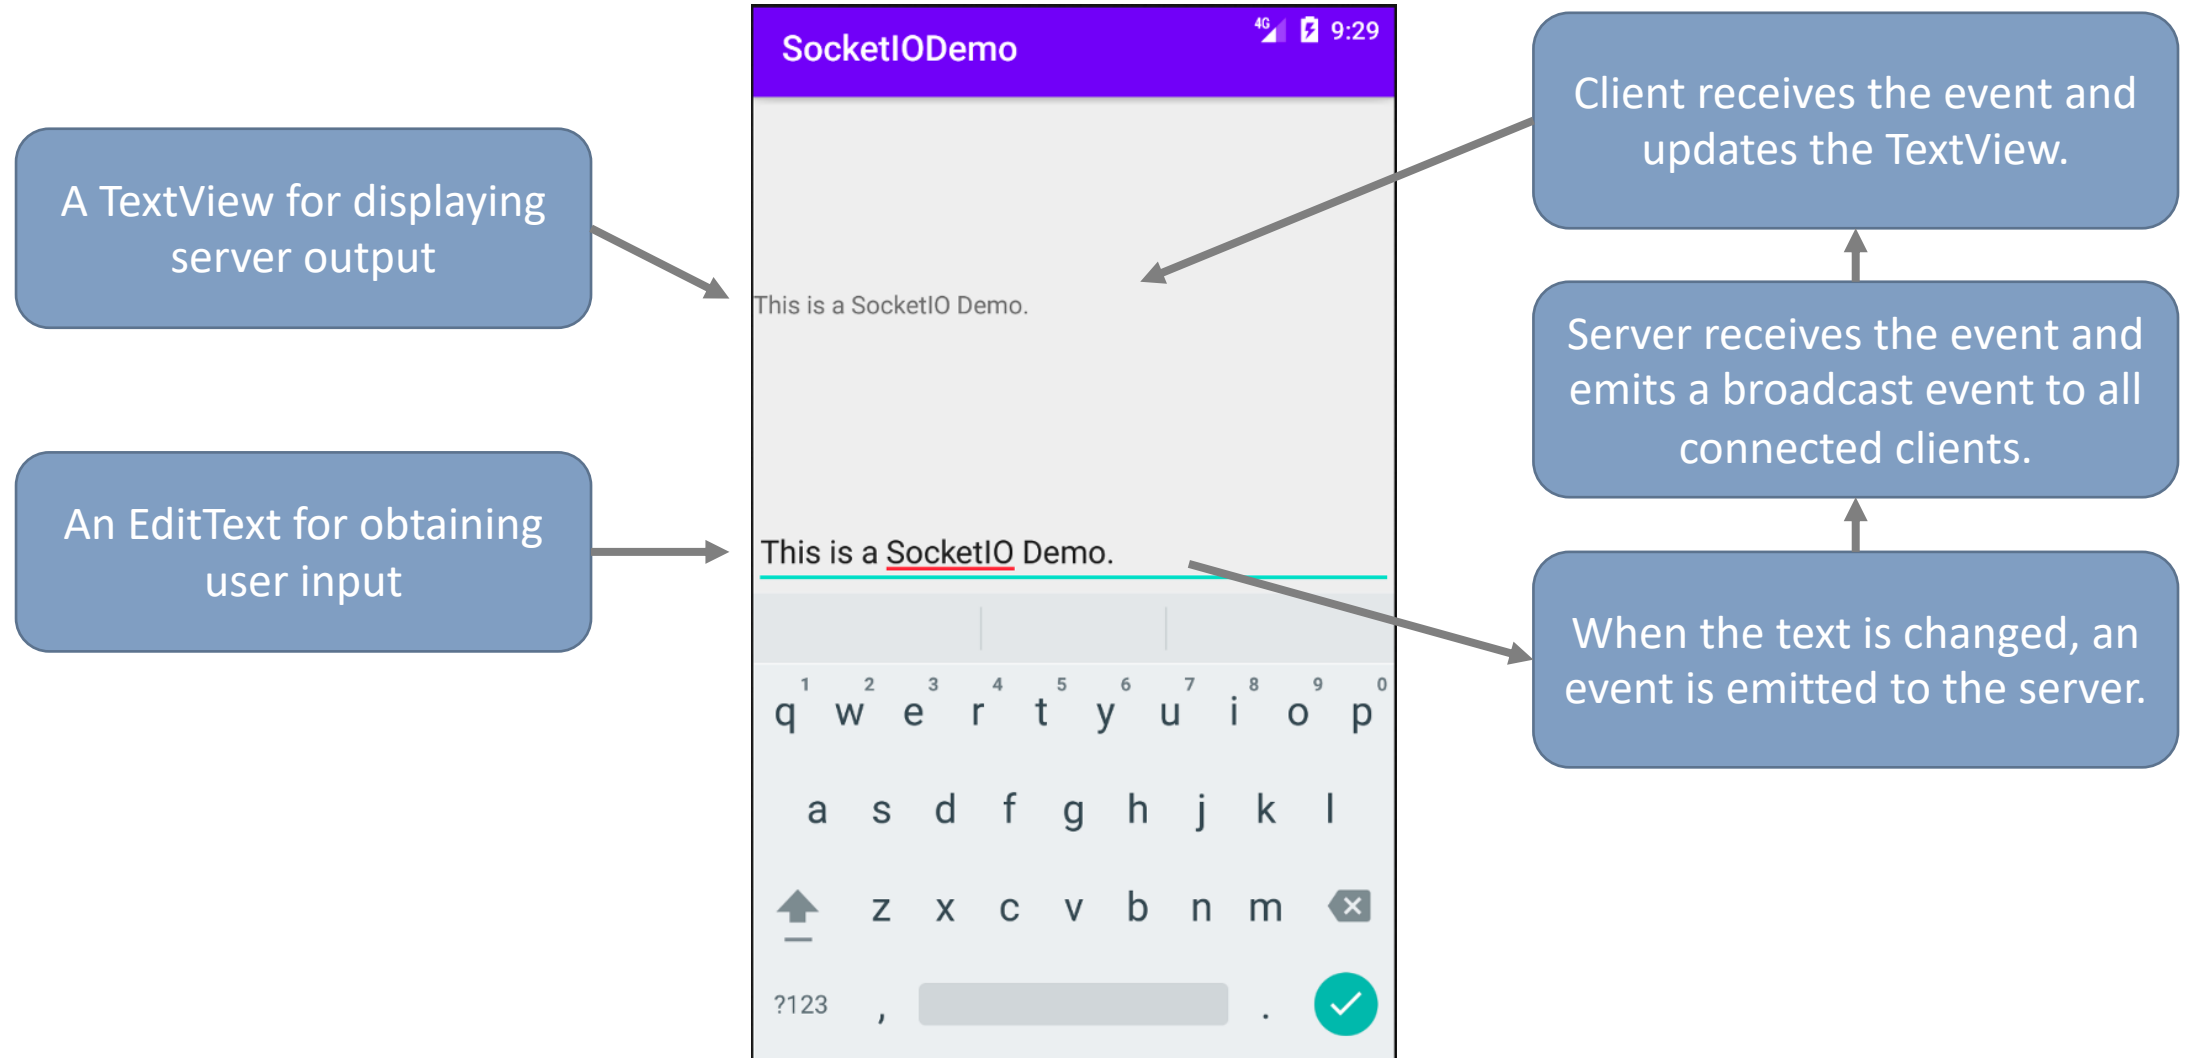 A TextView for displaying
server output
An EditText for obtaining
user input
SocketIODemo
4G 9:29
This is a SocketIO Demo.
This is a SocketIO Demo.
1 2 3 4 5 6 7 8 9 0
q w e r t y u i o p
a s d f g h j k l
z x c v b n m
?123 , .
Client receives the event and
updates the TextView.
Server receives the event and
emits a broadcast event to all
connected clients.
When the text is changed, an
event is emitted to the server.